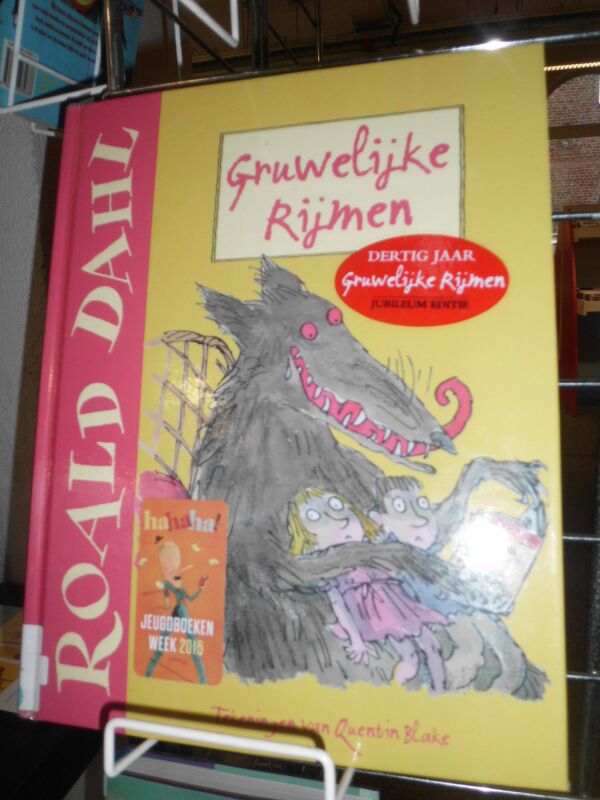 ROALD DAHL
Gruwelijke
Rijmen
DERTIG JAAR
Gruwelijke Rijmen
JUBILEUM EDITIE
hahaha!
JEUGDBOEKEN
WEEK 2015
Tekeningen van Quentin Blake